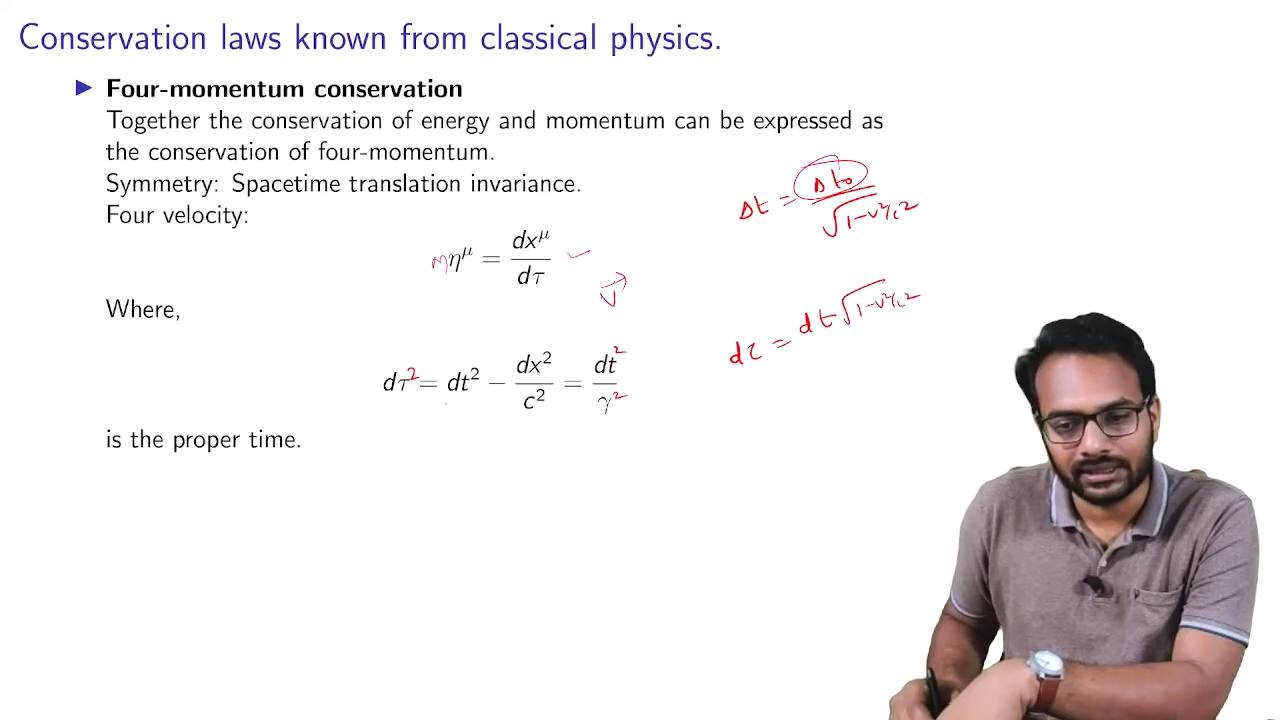 Conservation laws known from classical physics.
▶ Four-momentum conservation
Together the conservation of energy and momentum can be expressed as
the conservation of four-momentum.
Symmetry: Spacetime translation invariance.
Four velocity:
η η^μ = dx^μ / dτ
v⃗
Δt = Δt₀ / √(1-v²/c²)
Where,
dτ = dt √(1-v²/c²)
dτ² = dt² − dx²/c² = dt²/γ²
is the proper time.